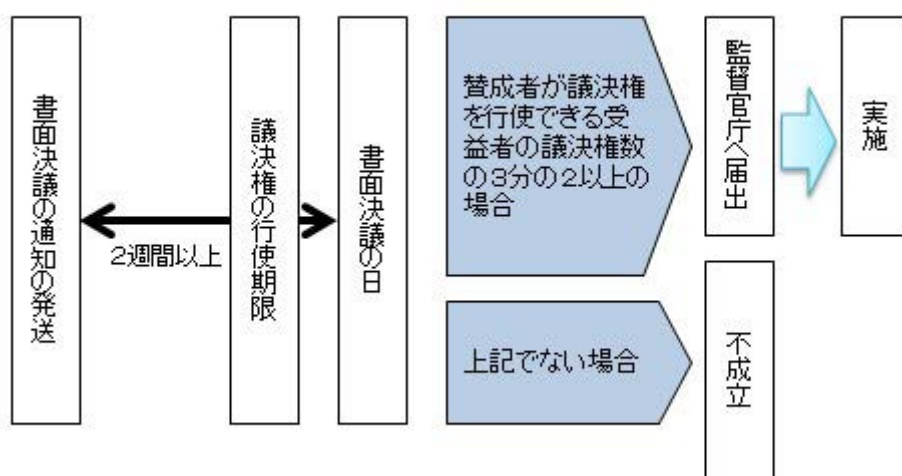 書面決議の通知の発送
2週間以上
議決権の行使期限
書面決議の日
賛成者が議決権
を行使できる受
益者の議決権数
の3分の2以上の
場合
監督官庁へ届出
実施
上記でない場合
不成立